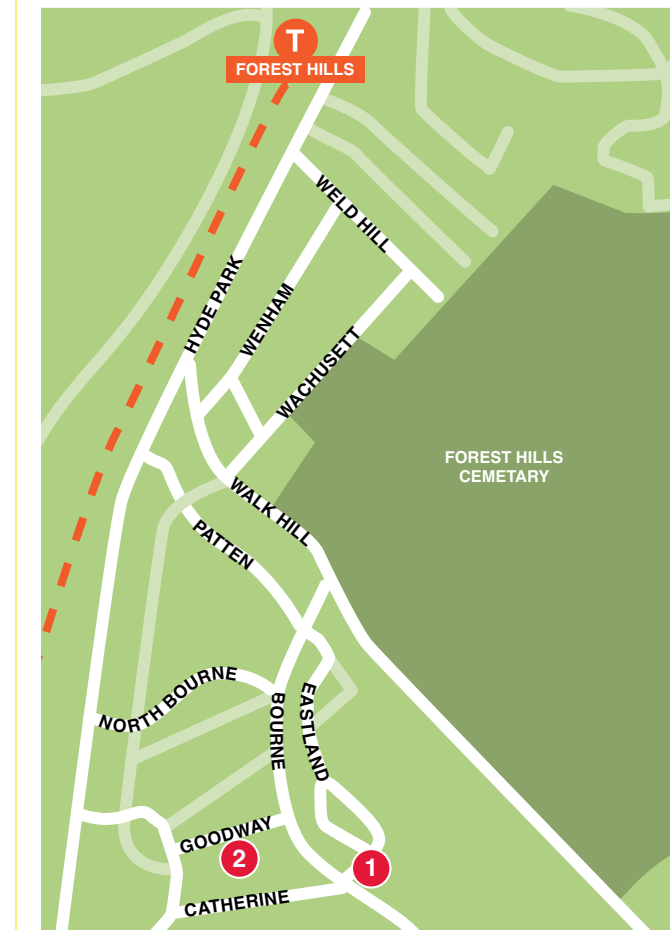 T
FOREST HILLS
WELD HILL
HYDE PARK
WENHAM
WACHUSETT
FOREST HILLS
CEMETARY
WALK HILL
PATTEN
NORTH BOURNE
BOURNE
EASTLAND
GOODWAY
2
1
CATHERINE